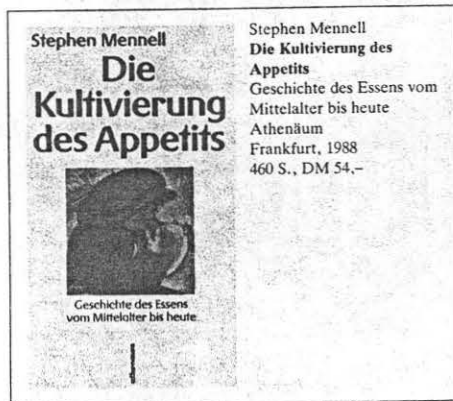 Stephen Mennell
Die
Kultivierung
des Appetits
Geschichte des Essens
vom Mittelalter bis heute
Stephen Mennell
Die Kultivierung des
Appetits
Geschichte des Essens vom
Mittelalter bis heute
Athenäum
Frankfurt, 1988
460 S., DM 54,–